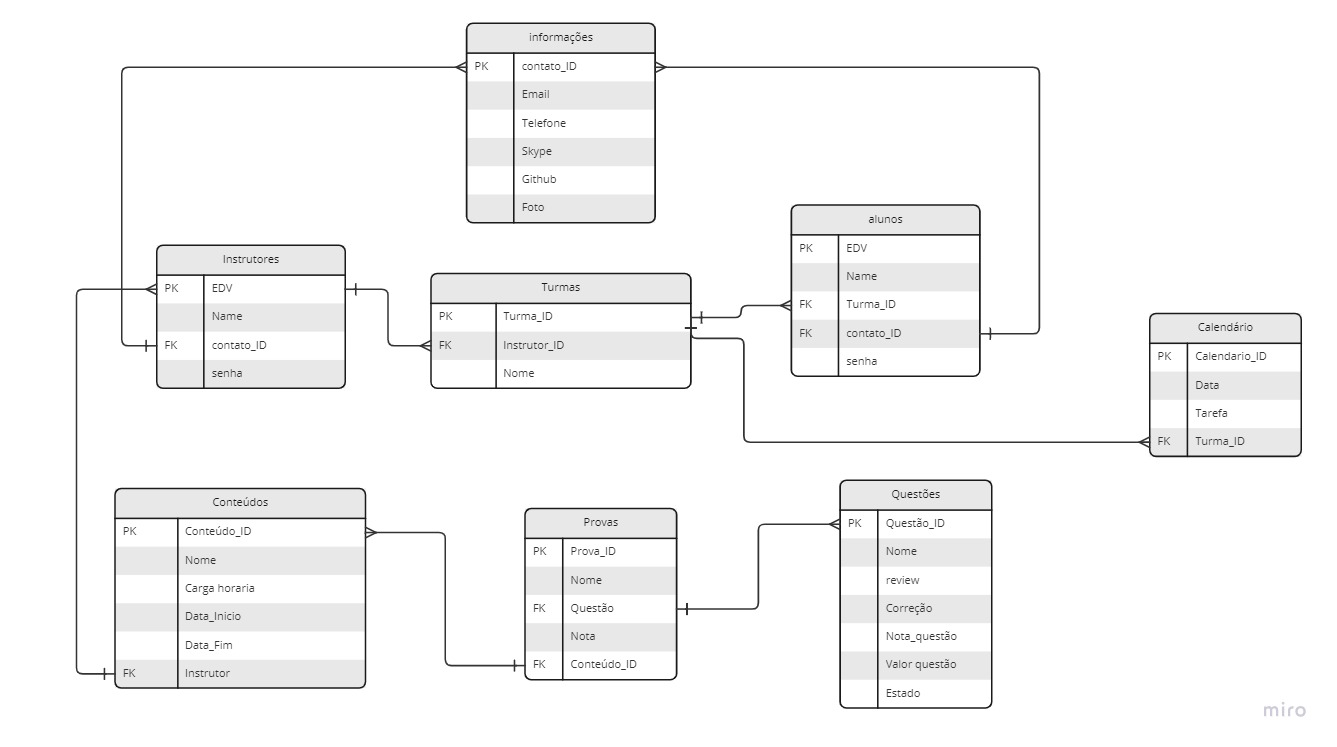 informações
PK contato_ID
Email
Telefone
Skype
Github
Foto
Instrutores
PK EDV
Name
FK contato_ID
senha
Turmas
PK Turma_ID
FK Instrutor_ID
Nome
alunos
PK EDV
Name
FK Turma_ID
FK contato_ID
senha
Calendário
PK Calendario_ID
Data
Tarefa
FK Turma_ID
Conteúdos
PK Conteúdo_ID
Nome
Carga horaria
Data_Inicio
Data_Fim
FK Instrutor
Provas
PK Prova_ID
Nome
FK Questão
Nota
FK Conteúdo_ID
Questões
PK Questão_ID
Nome
review
Correção
Nota_questão
Valor questão
Estado
miro